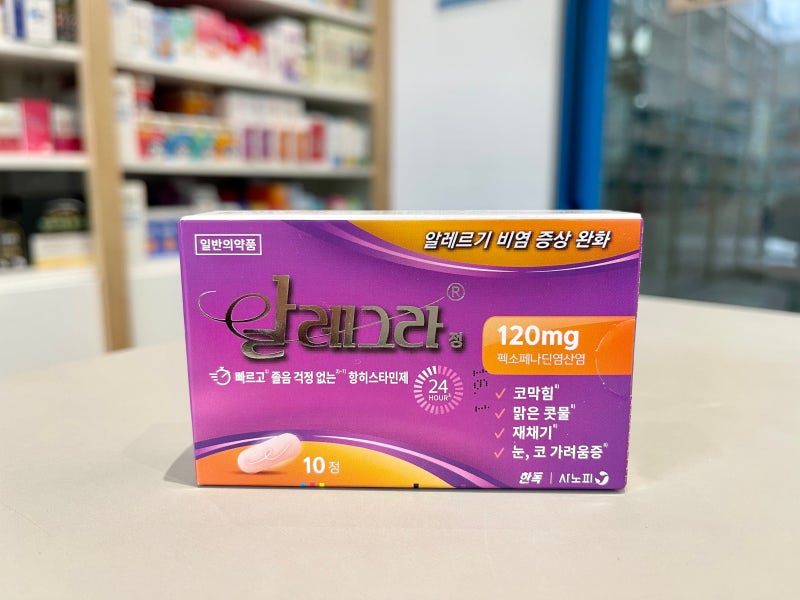 일반의약품
알레르기 비염 증상 완화
알레그라® 정
120mg
펙소페나딘염산염
빠르고 졸음 걱정 없는 항히스타민제
24
HOUR
코막힘
맑은 콧물
재채기
눈, 코 가려움증
10정
한독 | 사노피